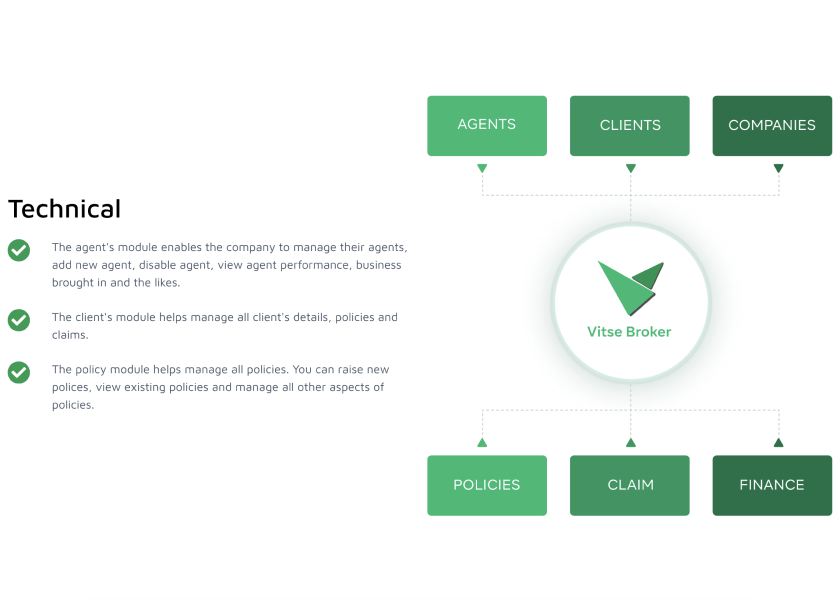 Technical
The agent's module enables the company to manage their agents,
add new agent, disable agent, view agent performance, business
brought in and the likes.
The client's module helps manage all client's details, policies and
claims.
The policy module helps manage all policies. You can raise new
polices, view existing policies and manage all other aspects of
policies.
AGENTS
CLIENTS
COMPANIES
Vitse Broker
POLICIES
CLAIM
FINANCE